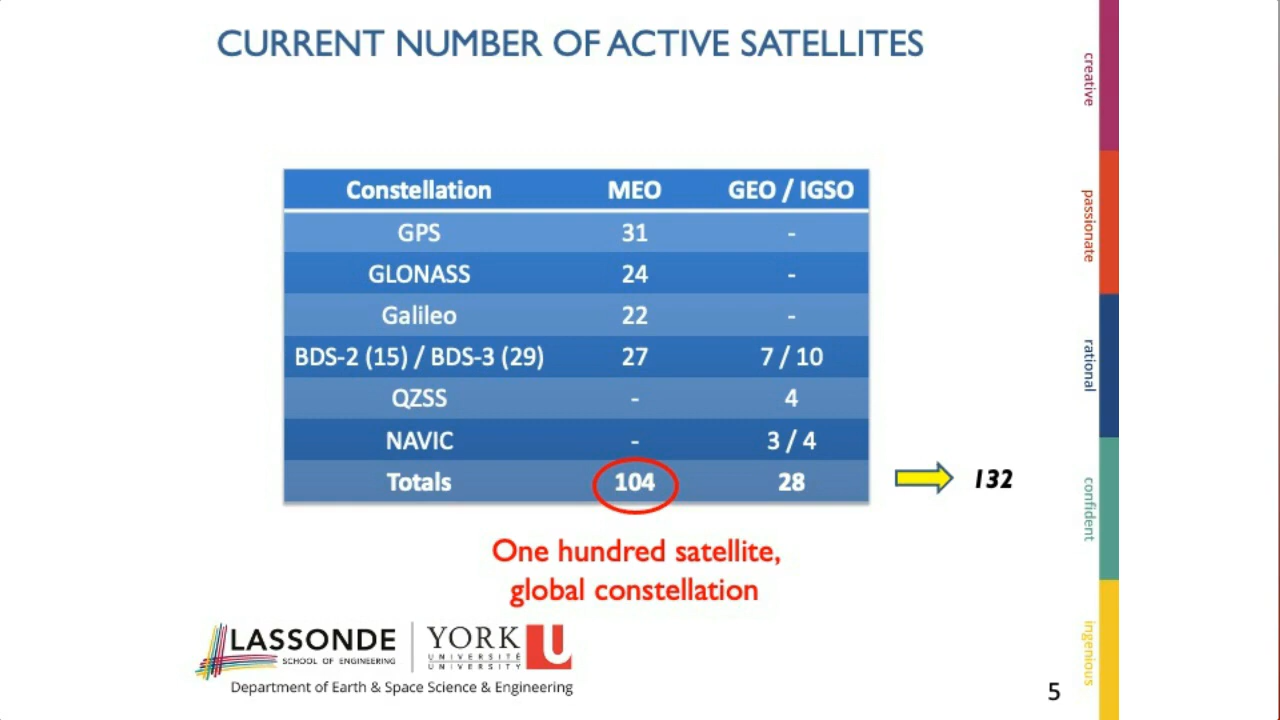 CURRENT NUMBER OF ACTIVE SATELLITES
Constellation MEO GEO / IGSO
GPS 31 -
GLONASS 24 -
Galileo 22 -
BDS-2 (15) / BDS-3 (29) 27 7 / 10
QZSS - 4
NAVIC - 3 / 4
Totals 104 28
132
One hundred satellite,
global constellation
LASSONDE
SCHOOL OF ENGINEERING
YORK U
UNIVERSITÉ
UNIVERSITY
Department of Earth & Space Science & Engineering
5
creative
passionate
rational
confident
ingenious